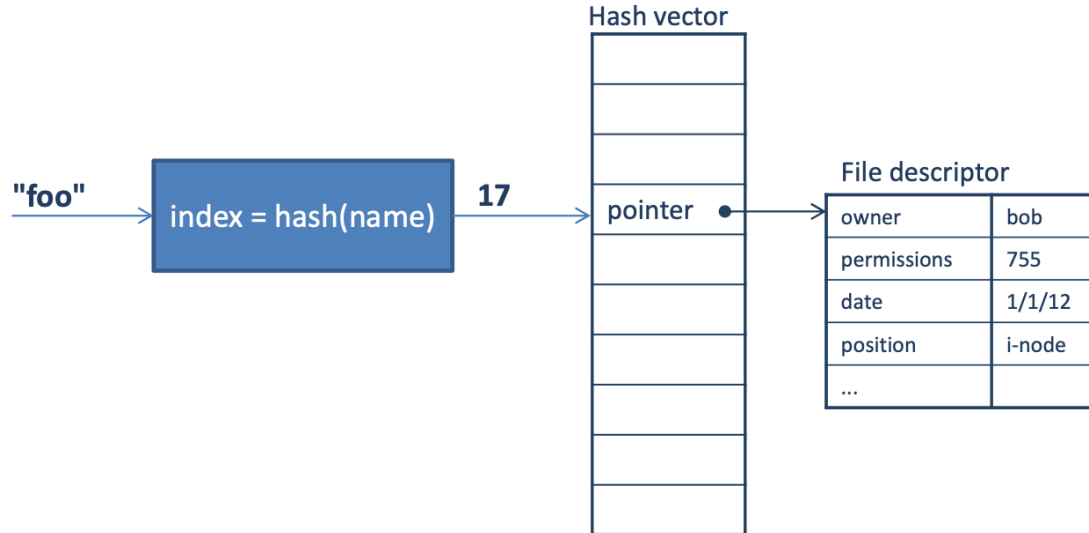 Hash vector
"foo"
index = hash(name)
17
pointer
File descriptor
owner bob
permissions 755
date 1/1/12
position i-node
...